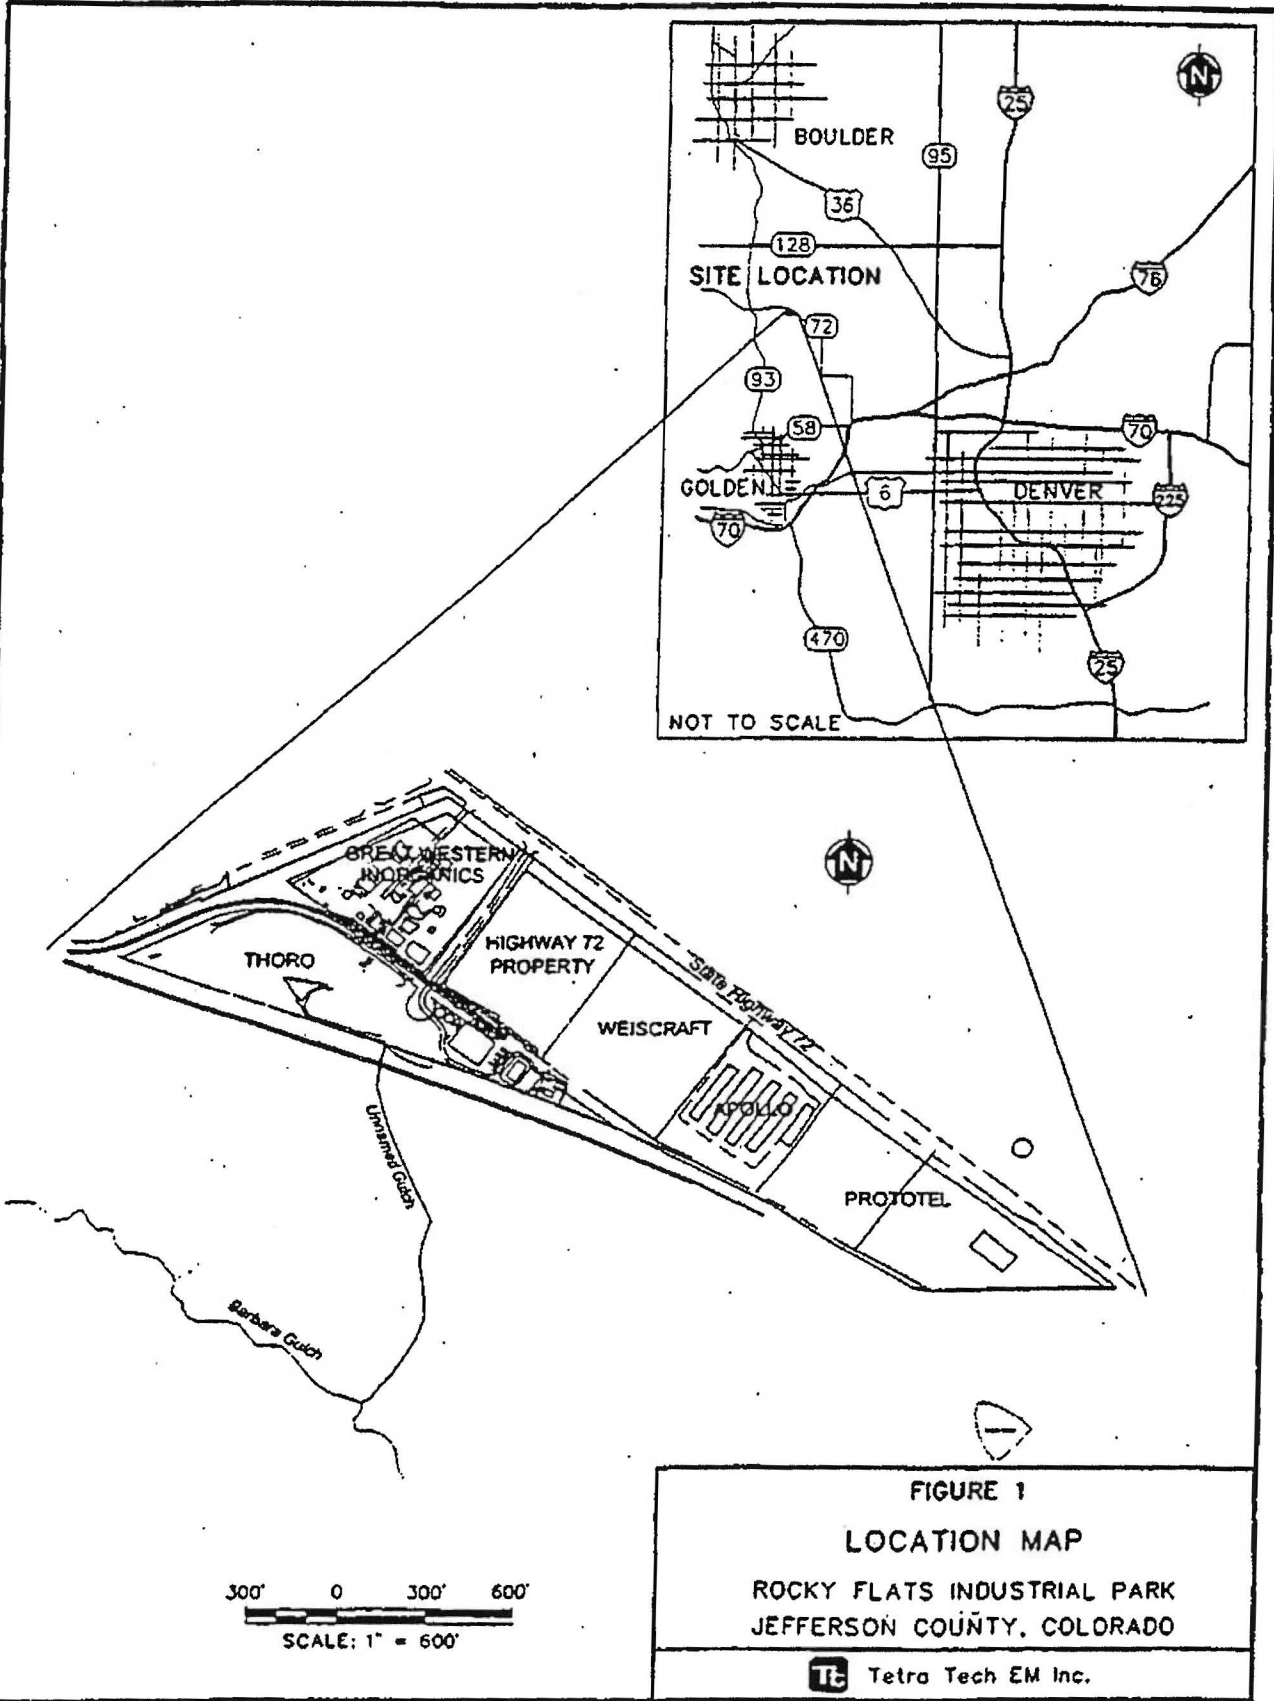 N
25
BOULDER
95
36
128
SITE LOCATION
76
72
93
58
70
GOLDEN
6
DENVER
225
70
470
25
NOT TO SCALE
N
GREAT WESTERN
INORGANICS
THORO
HIGHWAY 72
PROPERTY
State Highway 72
WEISCRAFT
APOLLO
PROTOTEL
Unnamed Gulch
Barbara Gulch
300' 0 300' 600'
SCALE: 1" = 600'
FIGURE 1
LOCATION MAP
ROCKY FLATS INDUSTRIAL PARK
JEFFERSON COUNTY, COLORADO
Tt Tetra Tech EM Inc.